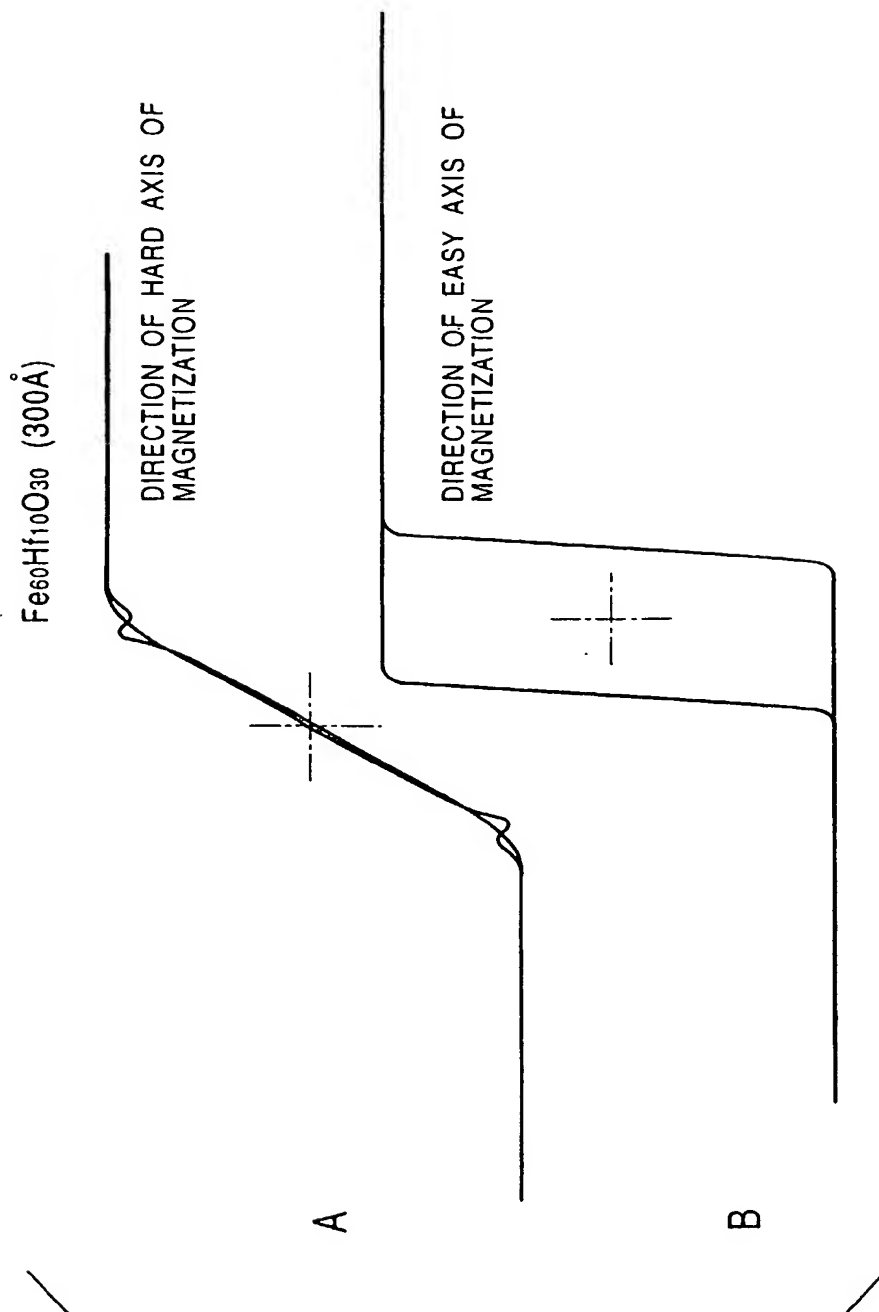 Fe60Hf10O30 (300Å)
A
DIRECTION OF HARD AXIS OF
MAGNETIZATION
B
DIRECTION OF EASY AXIS OF
MAGNETIZATION